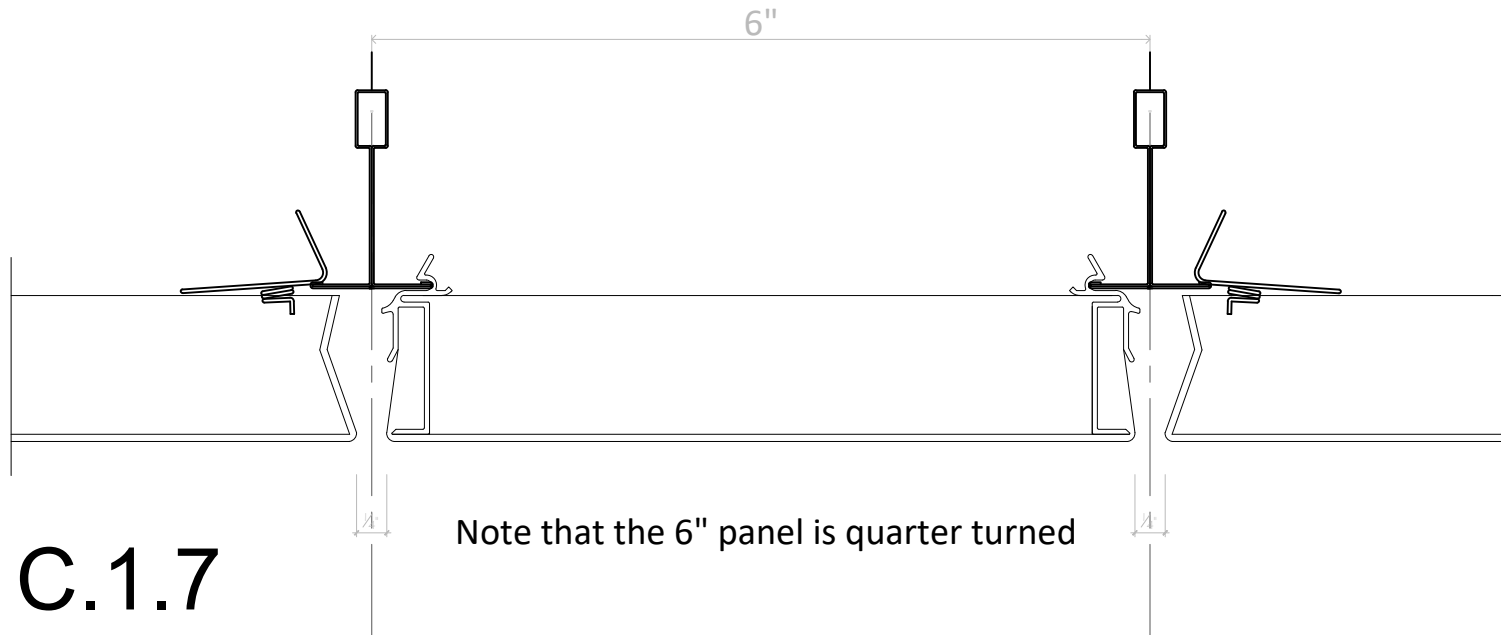 6"
Note that the 6" panel is quarter turned
C.1.7